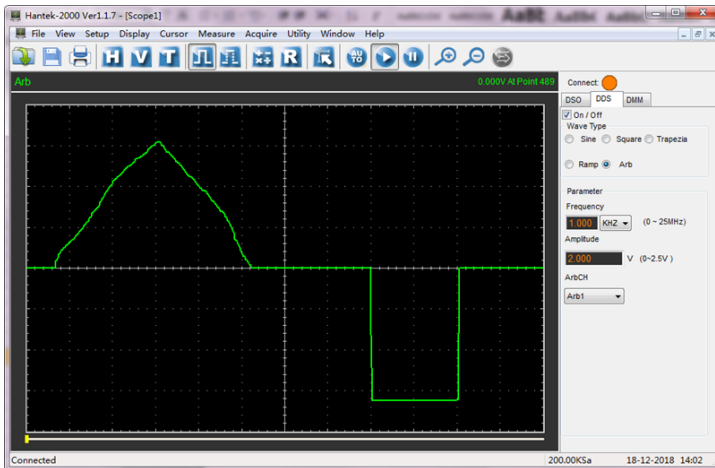 Hantek-2000 Ver1.1.7 - [Scope1]
File View Setup Display Cursor Measure Acquire Utility Window Help
H V T R AU TO
Arb 0.000V At Point 489
Connect:
DSO DDS DMM
On / Off
Wave Type
Sine Square Trapezia
Ramp Arb
Parameter
Frequency
1.000 KHZ (0 ~ 25MHz)
Amplitude
2.000 V (0~2.5V )
ArbCH
Arb1
Connected 200.00KSa 18-12-2018 14:02